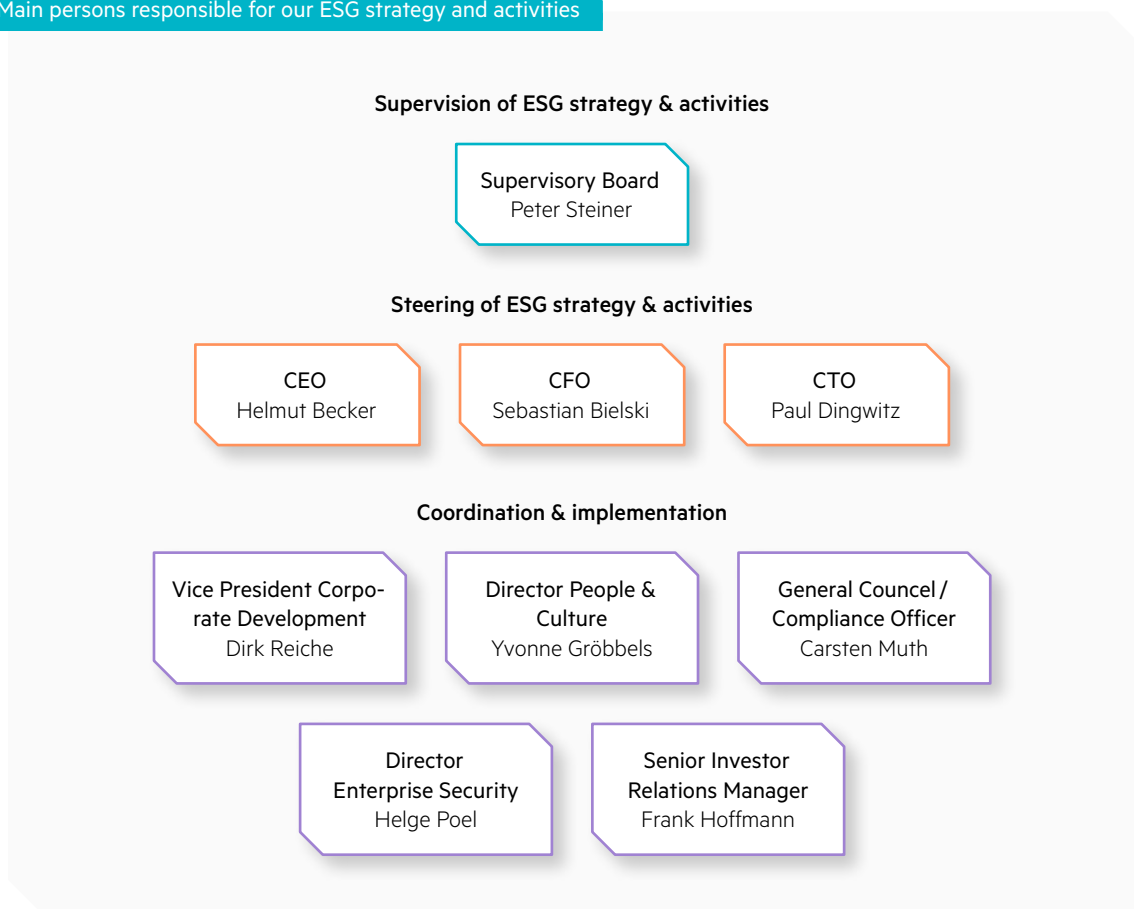 Main persons responsible for our ESG strategy and activities
Supervision of ESG strategy & activities
Supervisory Board
Peter Steiner
Steering of ESG strategy & activities
CEO
Helmut Becker
CFO
Sebastian Bielski
CTO
Paul Dingwitz
Coordination & implementation
Vice President Corpo-
rate Development
Dirk Reiche
Director People &
Culture
Yvonne Gröbbels
General Councel /
Compliance Officer
Carsten Muth
Director
Enterprise Security
Helge Poel
Senior Investor
Relations Manager
Frank Hoffmann